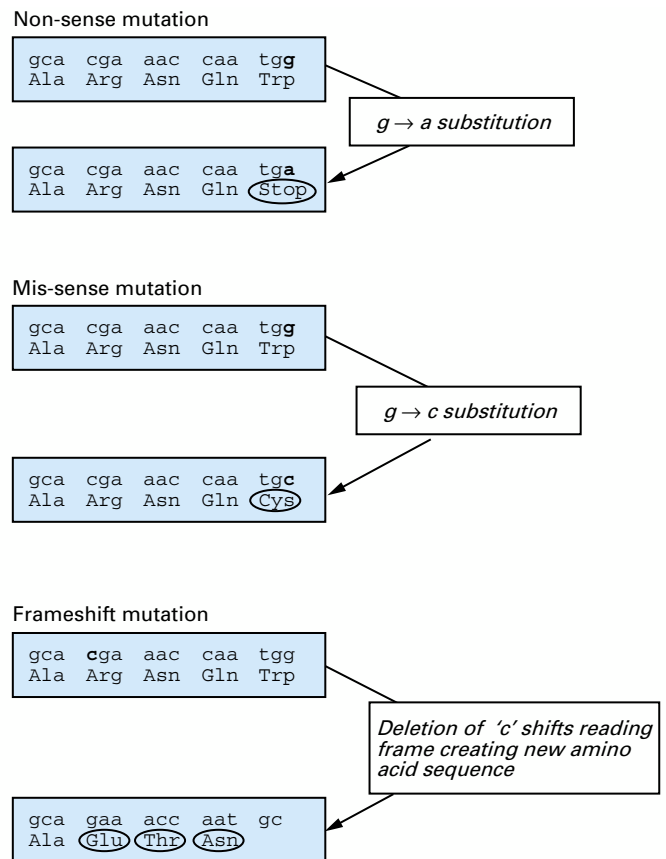 Non-sense mutation
gca cga aac caa tgg
Ala Arg Asn Gln Trp
g → a substitution
gca cga aac caa tga
Ala Arg Asn Gln Stop
Mis-sense mutation
gca cga aac caa tgg
Ala Arg Asn Gln Trp
g → c substitution
gca cga aac caa tgc
Ala Arg Asn Gln Cys
Frameshift mutation
gca cga aac caa tgg
Ala Arg Asn Gln Trp
Deletion of 'c' shifts reading
frame creating new amino
acid sequence
gca gaa acc aat gc
Ala Glu Thr Asn